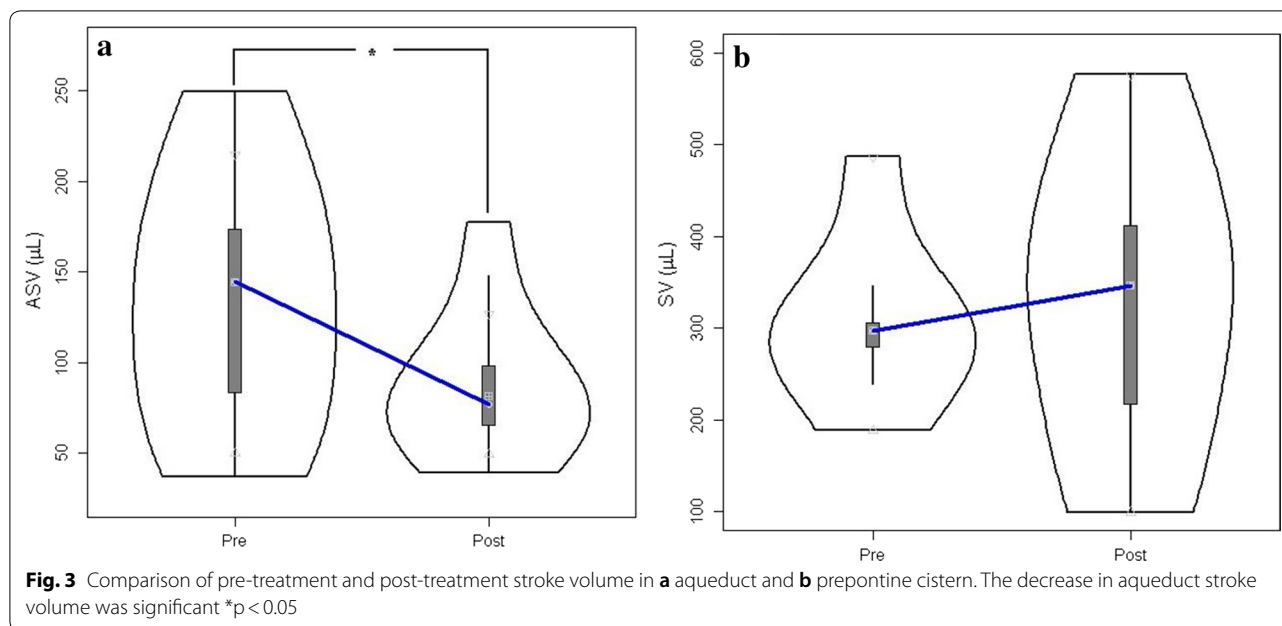 a
*
250
200
150
100
50
ASV (µL)
Pre
Post
b
600
500
400
300
200
100
SV (µL)
Pre
Post
Fig. 3 Comparison of pre-treatment and post-treatment stroke volume in a aqueduct and b prepontine cistern. The decrease in aqueduct stroke
volume was significant *p < 0.05